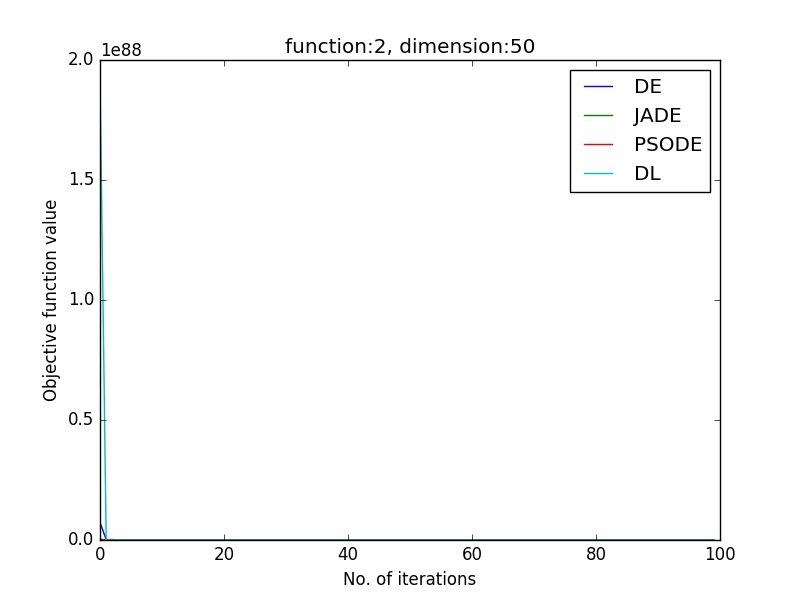 function:2, dimension:50
1e88
2.0
1.5
1.0
0.5
0.0
Objective function value
DE
JADE
PSODE
DL
0 20 40 60 80 100
No. of iterations